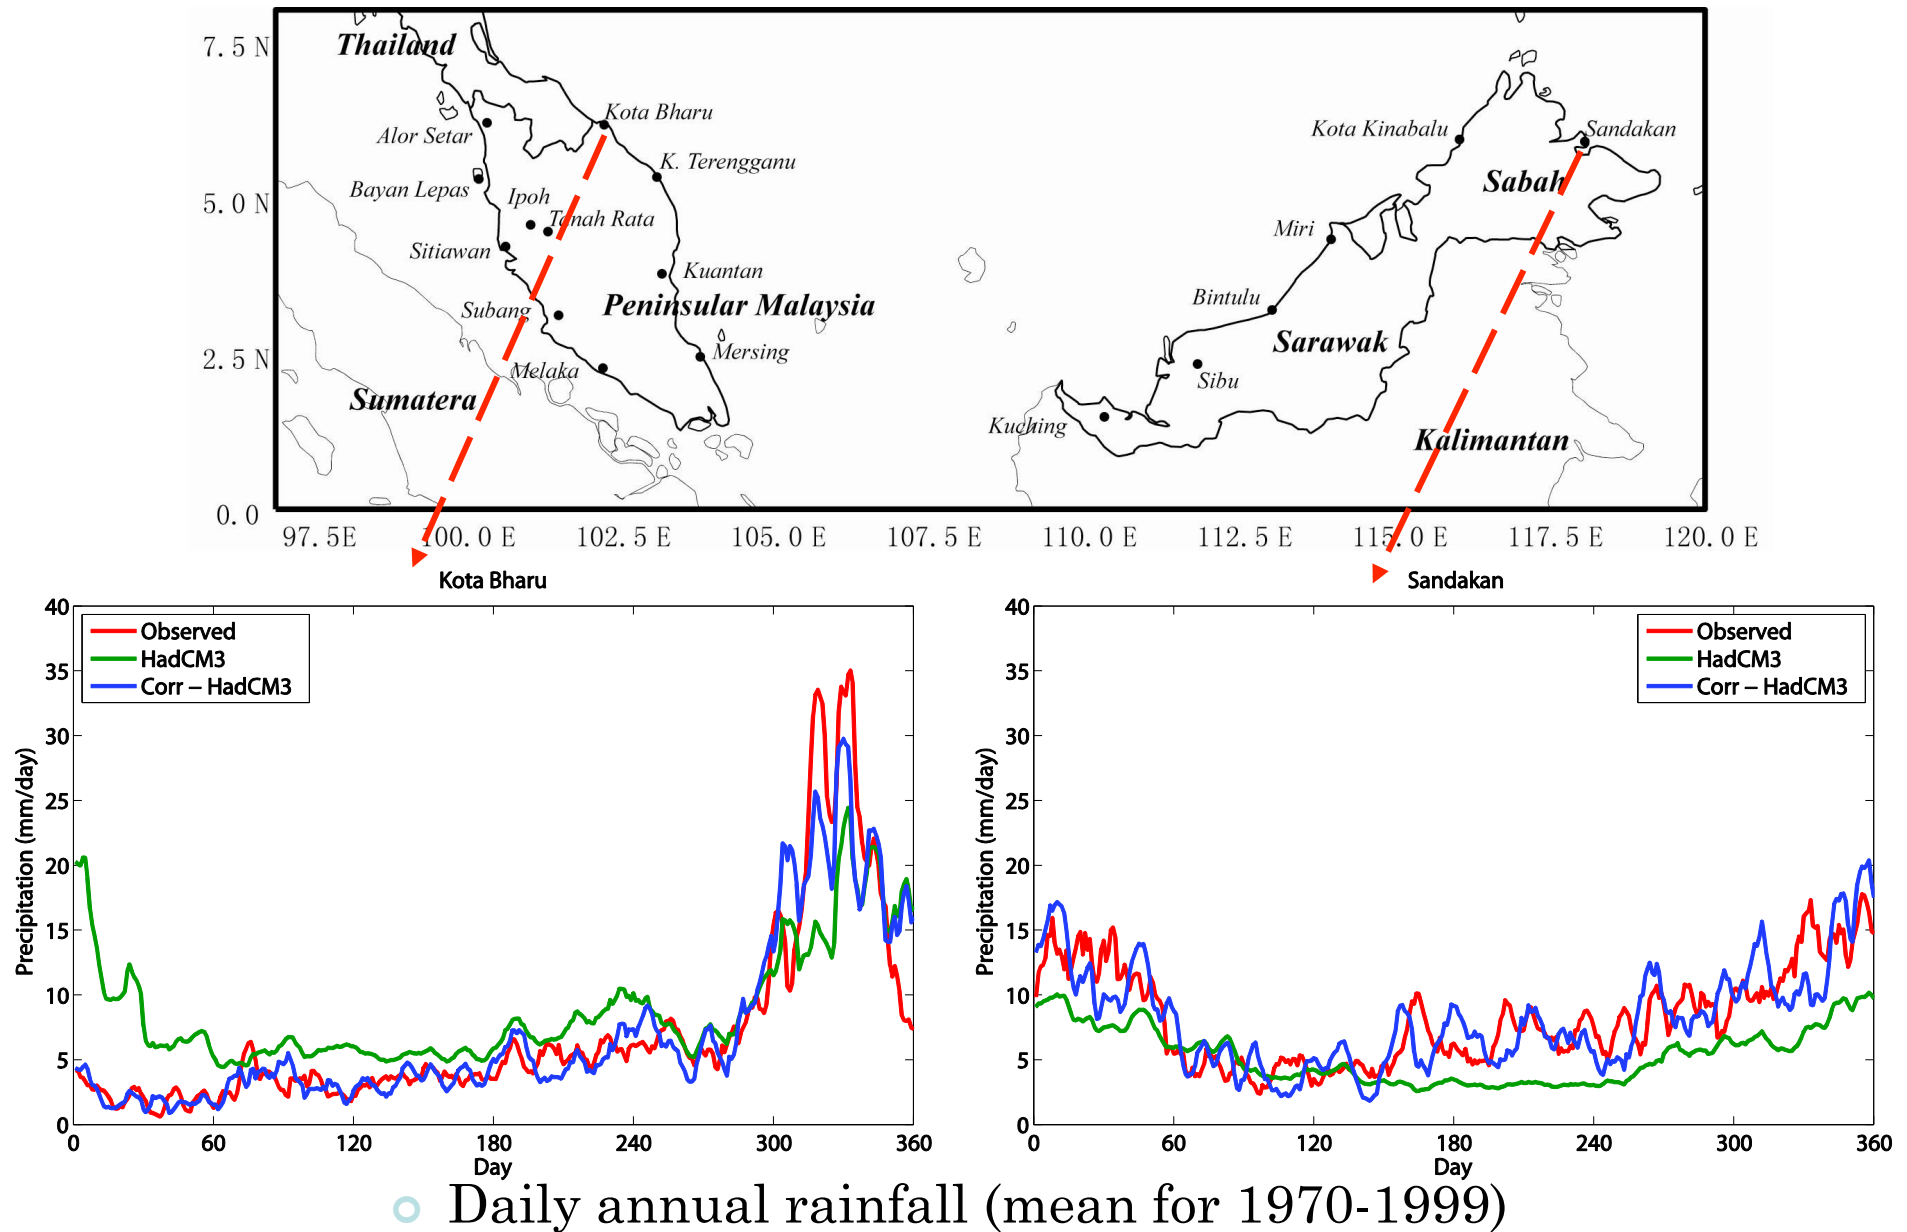 Thailand
7.5 N
Kota Bharu
Alor Setar
K. Terengganu
Bayan Lepas
5.0 N
Ipoh
Tanah Rata
Sitiawan
Kuantan
Subang
Peninsular Malaysia
2.5 N
Mersing
Melaka
Sumatera
0.0
Kota Kinabalu
Sandakan
Sabah
Miri
Bintulu
Sarawak
Sibu
Kuching
Kalimantan
97.5E 100.0 E 102.5 E 105.0 E 107.5 E 110.0 E 112.5 E 115.0 E 117.5 E 120.0 E
Kota Bharu
Observed
HadCM3
Corr – HadCM3
Precipitation (mm/day)
40
35
30
25
20
15
10
5
0
0 60 120 180 240 300 360
Day
Sandakan
Observed
HadCM3
Corr – HadCM3
Precipitation (mm/day)
40
35
30
25
20
15
10
5
0
0 60 120 180 240 300 360
Day
Daily annual rainfall (mean for 1970-1999)